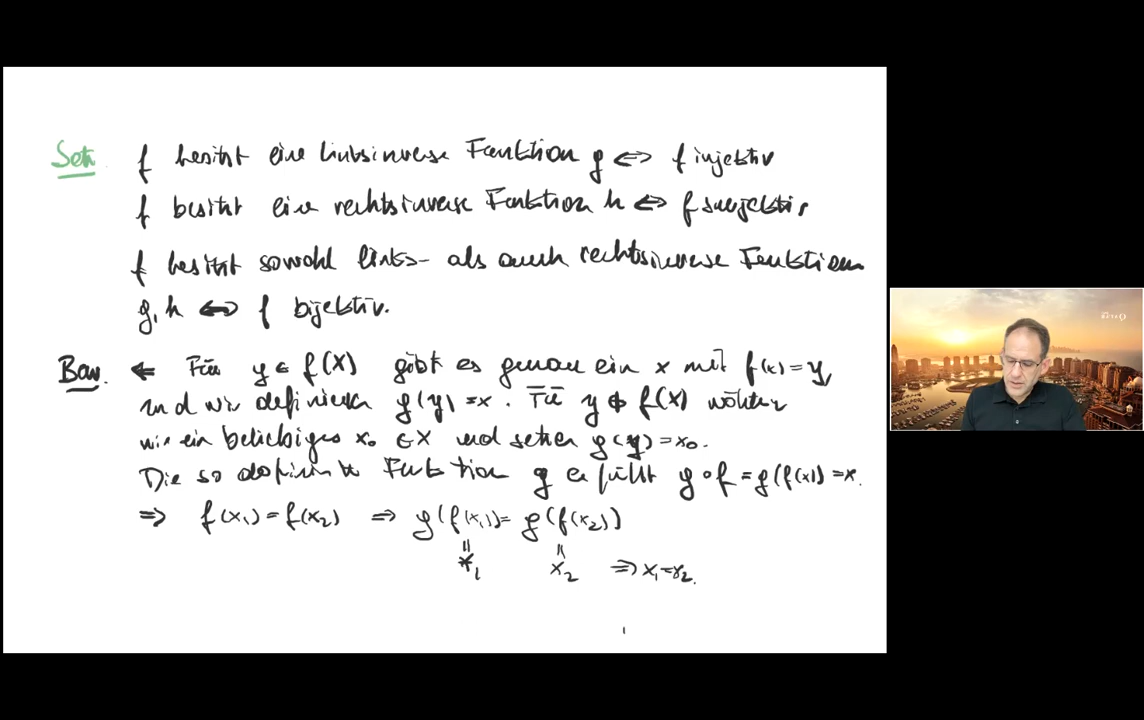 Satz f besitzt eine linksinverse Funktion g ⇔ f injektiv
f besitzt eine rechtsinverse Funktion h ⇔ f surjektiv
f besitzt sowohl links- als auch rechtsinverse Funktionen
g, h ⇔ f bijektiv.
Bew. ⇐ Für y ∈ f(X) gibt es genau ein x mit f(x) = y,
und wir definieren g(y) = x. Für y ∉ f(X) wählen
wir ein beliebiges x₀ ∈ X und setzen g(y) = x₀.
Die so definierte Funktion g erfüllt g∘f = g(f(x)) = x.
⇒ f(x₁) = f(x₂) ⇒ g(f(x₁)) = g(f(x₂))
॥ ॥
x₁ x₂ ⇒ x₁ = x₂.